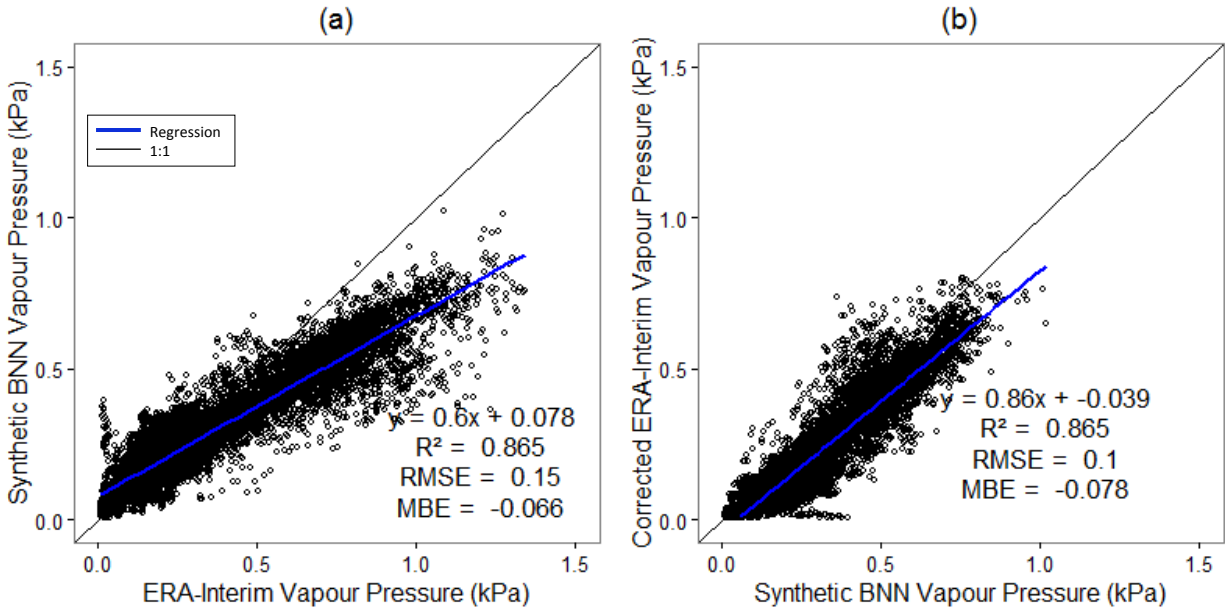 (a)
Synthetic BNN Vapour Pressure (kPa)
1.5
1.0
0.5
0.0
Regression
1:1
y = 0.6x + 0.078
R² = 0.865
RMSE = 0.15
MBE = -0.066
0.0 0.5 1.0 1.5
ERA-Interim Vapour Pressure (kPa)
(b)
Corrected ERA-Interim Vapour Pressure (kPa)
1.5
1.0
0.5
0.0
y = 0.86x + -0.039
R² = 0.865
RMSE = 0.1
MBE = -0.078
0.0 0.5 1.0 1.5
Synthetic BNN Vapour Pressure (kPa)